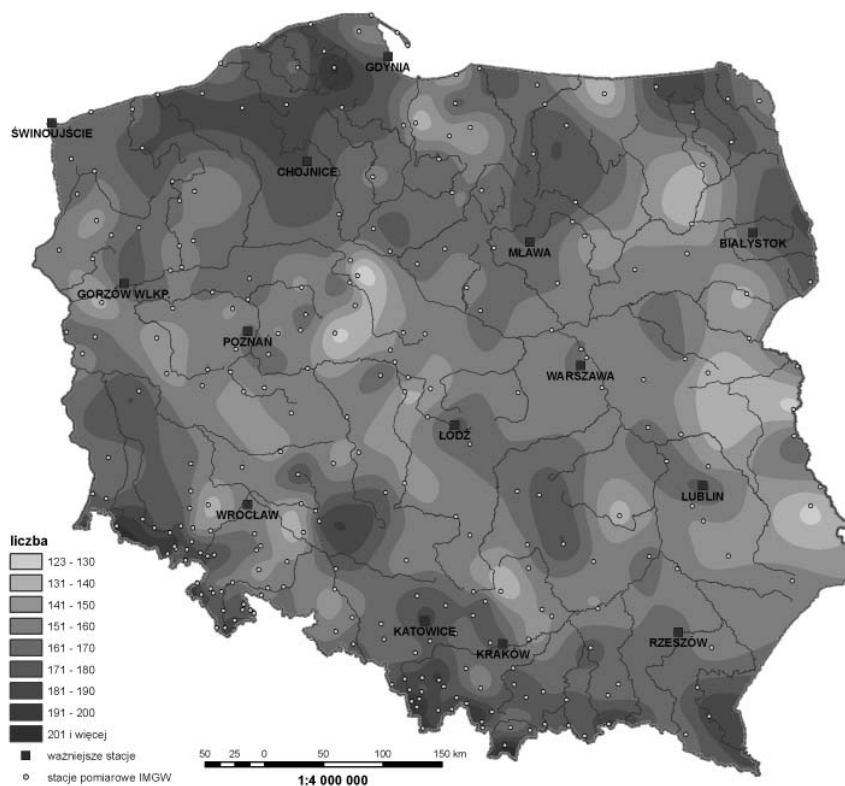 GDYNIA
ŚWINOUJŚCIE
CHOJNICE
BIAŁYSTOK
MŁAWA
GORZÓW WLKP.
POZNAŃ
WARSZAWA
ŁÓDŹ
LUBLIN
WROCŁAW
KATOWICE
RZESZÓW
KRAKÓW
liczba
123 - 130
131 - 140
141 - 150
151 - 160
161 - 170
171 - 180
181 - 190
191 - 200
201 i więcej
ważniejsze stacje
stacje pomiarowe IMGW
50 25 0 50 100 150 km
1:4 000 000